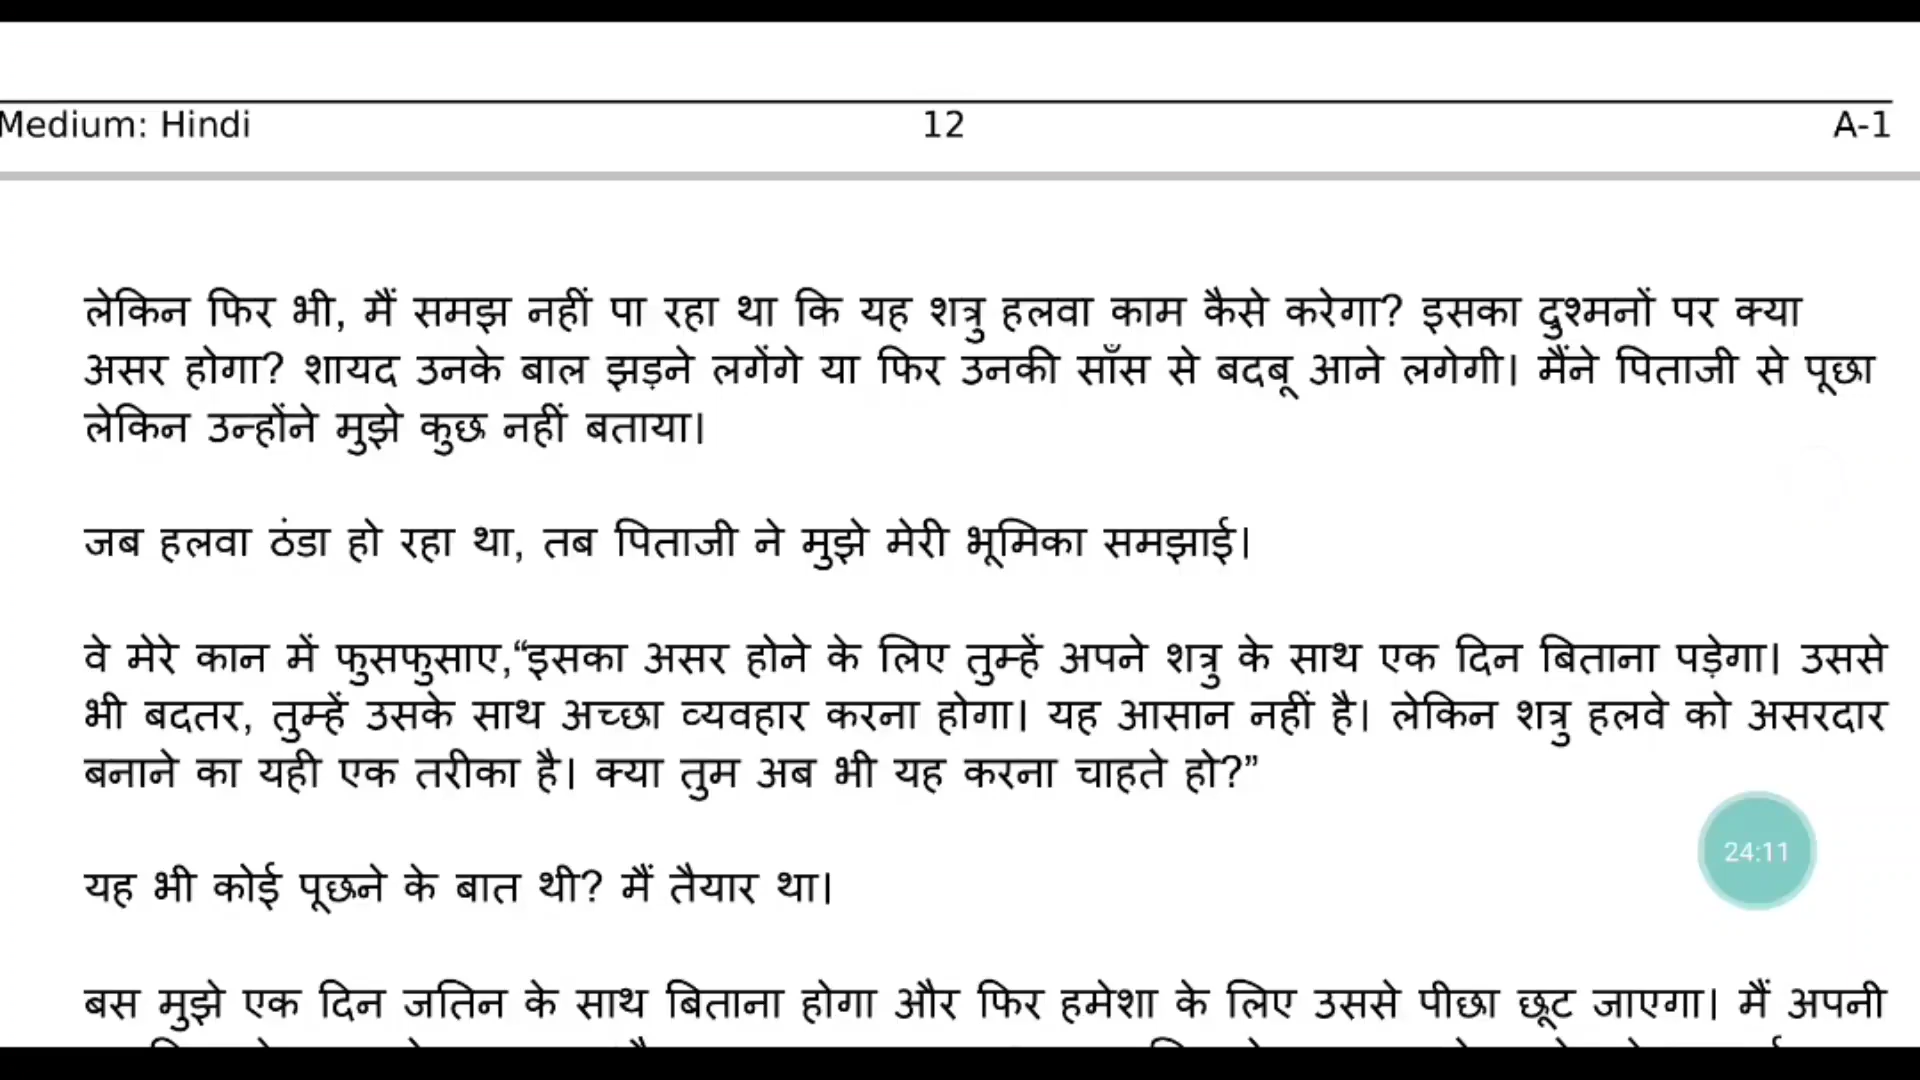 Medium: Hindi 12 A-1
लेकिन फिर भी, मैं समझ नहीं पा रहा था कि यह शत्रु हलवा काम कैसे करेगा? इसका दुश्मनों पर क्या
असर होगा? शायद उनके बाल झड़ने लगेंगे या फिर उनकी साँस से बदबू आने लगेगी। मैंने पिताजी से पूछा
लेकिन उन्होंने मुझे कुछ नहीं बताया।
जब हलवा ठंडा हो रहा था, तब पिताजी ने मुझे मेरी भूमिका समझाई।
वे मेरे कान में फुसफुसाए,“इसका असर होने के लिए तुम्हें अपने शत्रु के साथ एक दिन बिताना पड़ेगा। उससे
भी बदतर, तुम्हें उसके साथ अच्छा व्यवहार करना होगा। यह आसान नहीं है। लेकिन शत्रु हलवे को असरदार
बनाने का यही एक तरीका है। क्या तुम अब भी यह करना चाहते हो?”
24:11
यह भी कोई पूछने के बात थी? मैं तैयार था।
बस मुझे एक दिन जतिन के साथ बिताना होगा और फिर हमेशा के लिए उससे पीछा छूट जाएगा। मैं अपनी